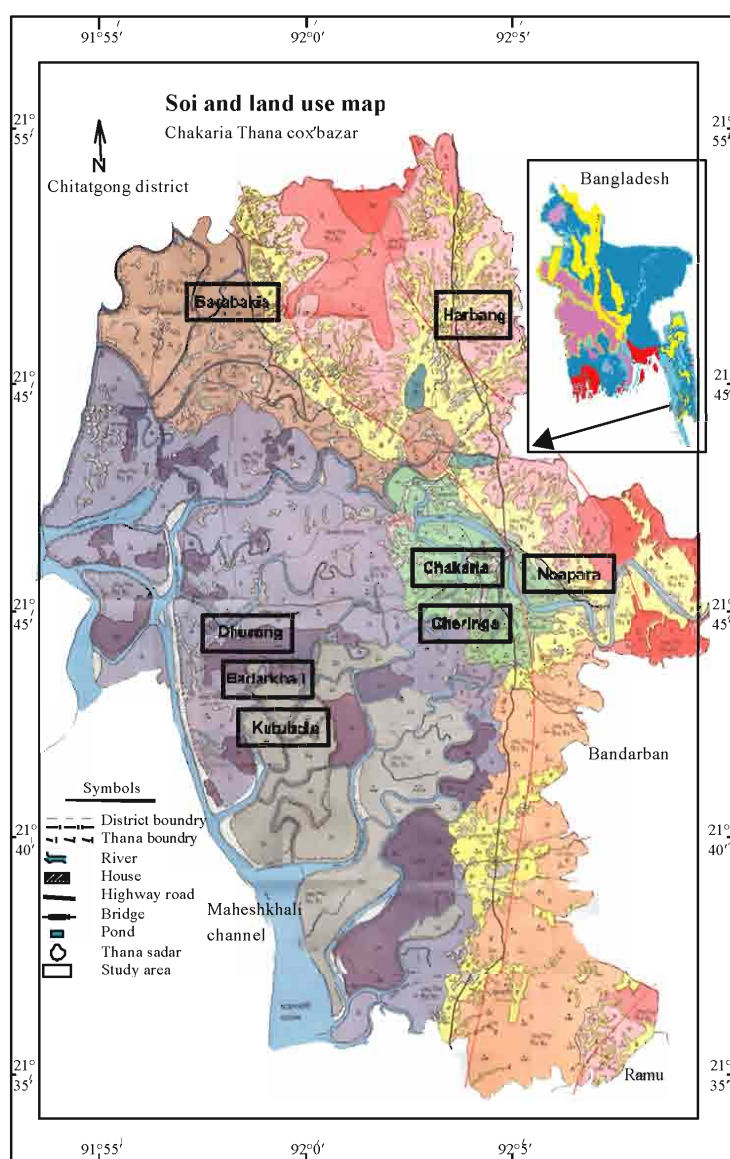 91°55′ 92°0′ 92°5′
Soi and land use map
Chakaria Thana cox'bazar
21° 55′
21° 55′
N
Chitatgong district
Bangladesh
Barabakia
Harbang
21° 45′
21° 45′
Chakaria
Noapara
Cheringa
21° 45′
21° 45′
Dhurong
Badarkhali
Kutubdia
Bandarban
Symbols
District boundry
Thana boundry
River
House
Highway road
Bridge
Pond
Thana sadar
Study area
21° 40′
21° 40′
Maheshkhali
channel
21° 35′
21° 35′
Ramu
91°55′ 92°0′ 92°5′